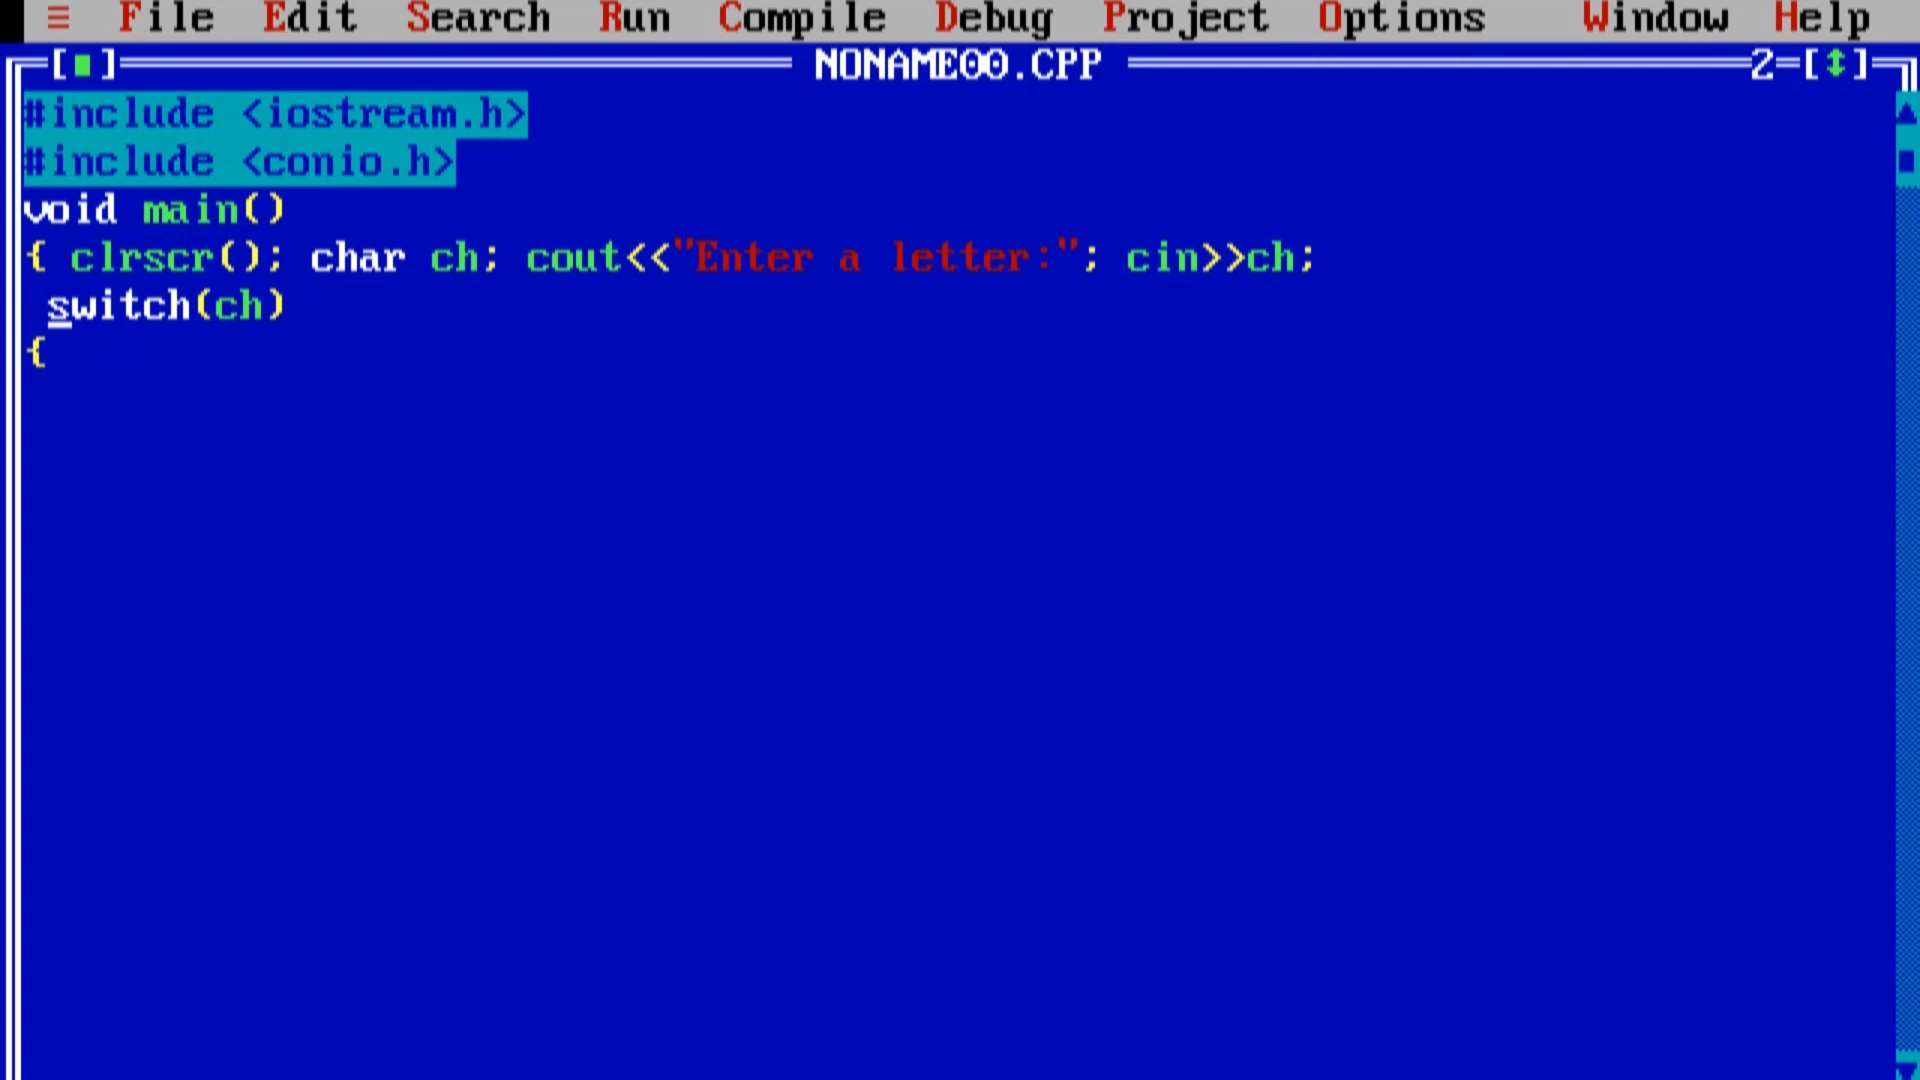 ≡ File Edit Search Run Compile Debug Project Options Window Help
[■] NONAME00.CPP 2=[↕]
#include <iostream.h>
#include <conio.h>
void main()
{ clrscr(); char ch; cout<<"Enter a letter:"; cin>>ch;
switch(ch)
{